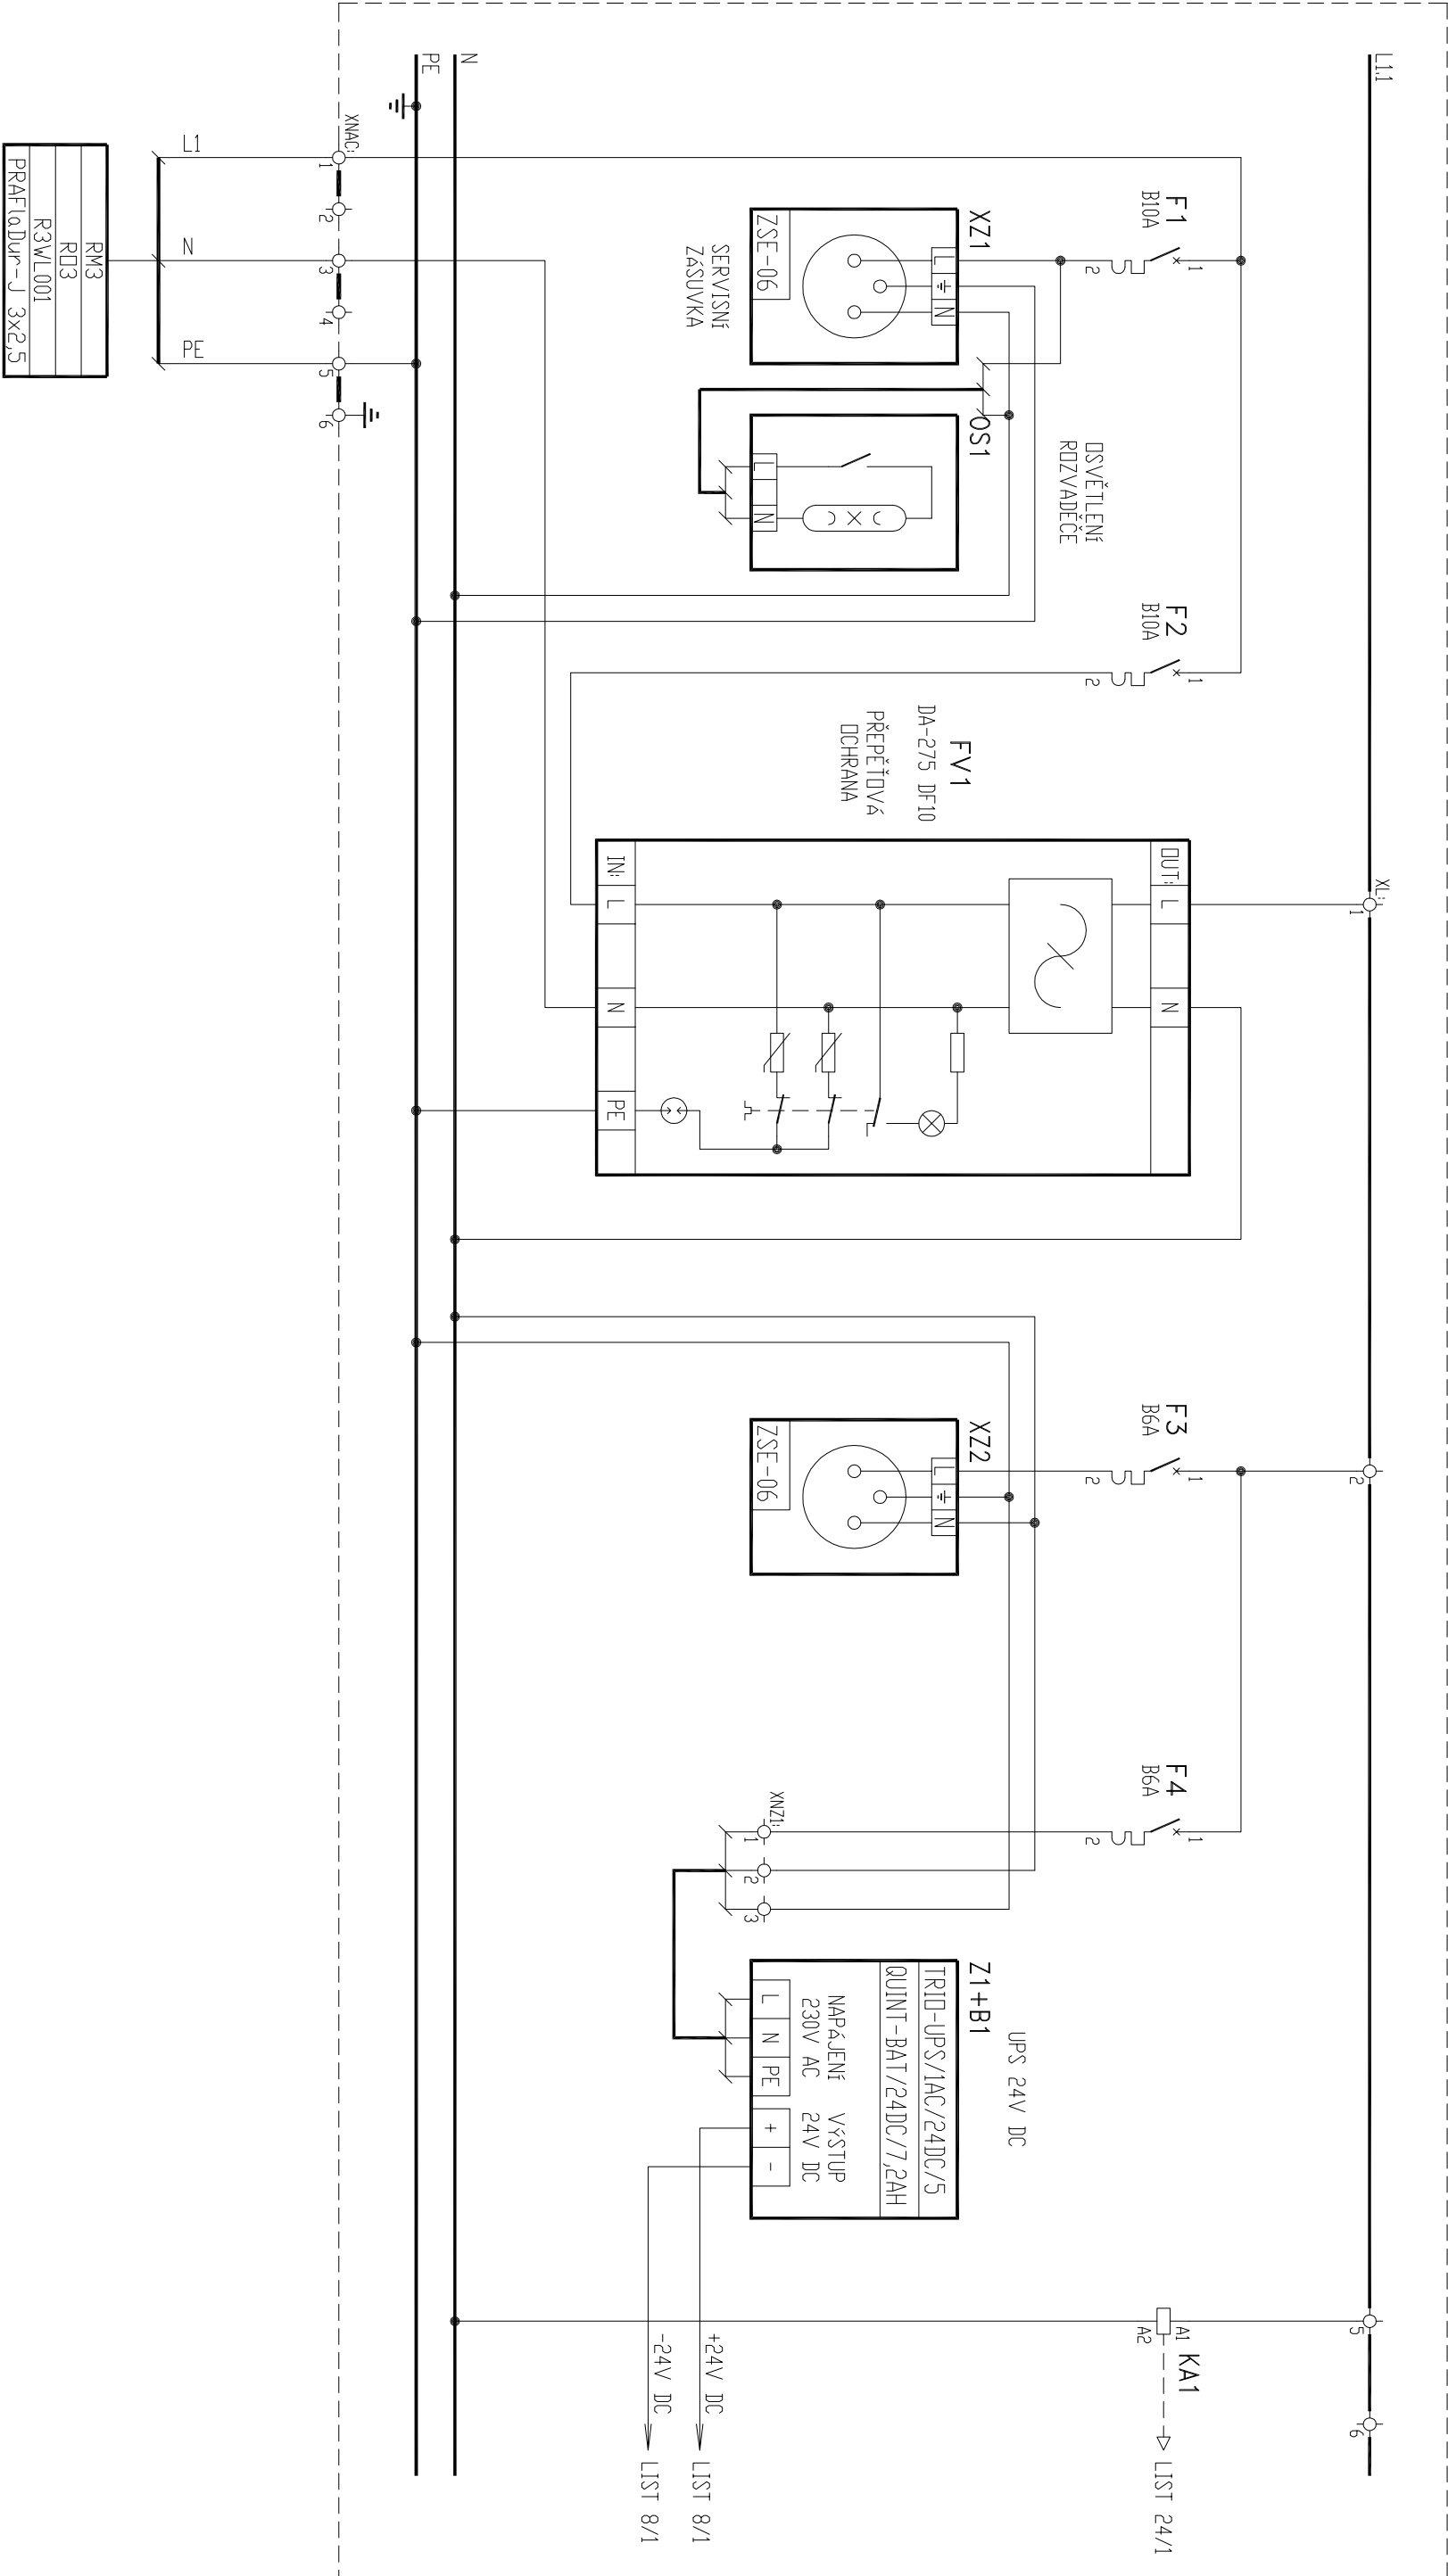 L1.1
XL:
1
2
5
6
F1
B10A
1
2
F2
B10A
1
2
F3
B6A
1
2
F4
B6A
1
2
A1
A2
KA1
LIST 24/1
OSVĚTLENÍ
ROZVADĚČE
XZ1
L
N
ZSE-06
SERVISNÍ
ZÁSUVKA
OS1
L
N
FV1
DA-275 DF10
PŘEPĚŤOVÁ
OCHRANA
OUT:
L
N
IN:
L
N
PE
XZ2
L
N
ZSE-06
XNZ1:
1
2
3
UPS 24V DC
Z1+B1
TRIO-UPS/1AC/24DC/5
QUINT-BAT/24DC/7,2AH
NAPÁJENÍ
230V AC
VÝSTUP
24V DC
L
N
PE
+
-
+24V DC
LIST 8/1
-24V DC
LIST 8/1
N
PE
XNAC:
1
2
3
4
5
6
L1
N
PE
RM3
RO3
R3WL001
PRAFlaDur-J 3x2,5